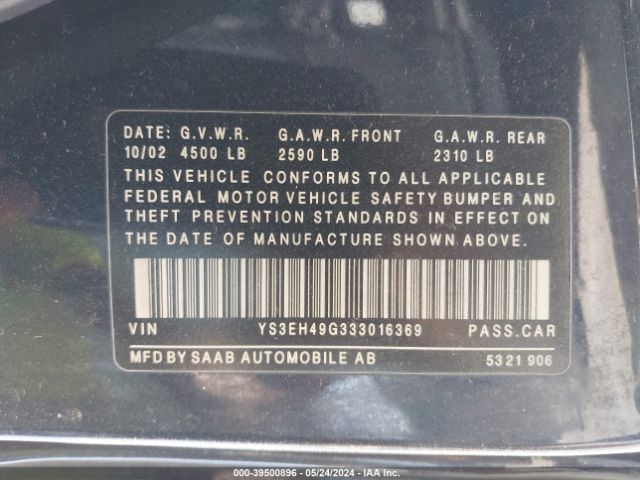 DATE: G.V.W.R. G.A.W.R. FRONT G.A.W.R. REAR
10/02 4500 LB 2590 LB 2310 LB
THIS VEHICLE CONFORMS TO ALL APPLICABLE
FEDERAL MOTOR VEHICLE SAFETY BUMPER AND
THEFT PREVENTION STANDARDS IN EFFECT ON
THE DATE OF MANUFACTURE SHOWN ABOVE.
VIN YS3EH49G333016369 PASS.CAR
MFD BY SAAB AUTOMOBILE AB 5321 906
000-39500896 - 05/24/2024 - IAA Inc.